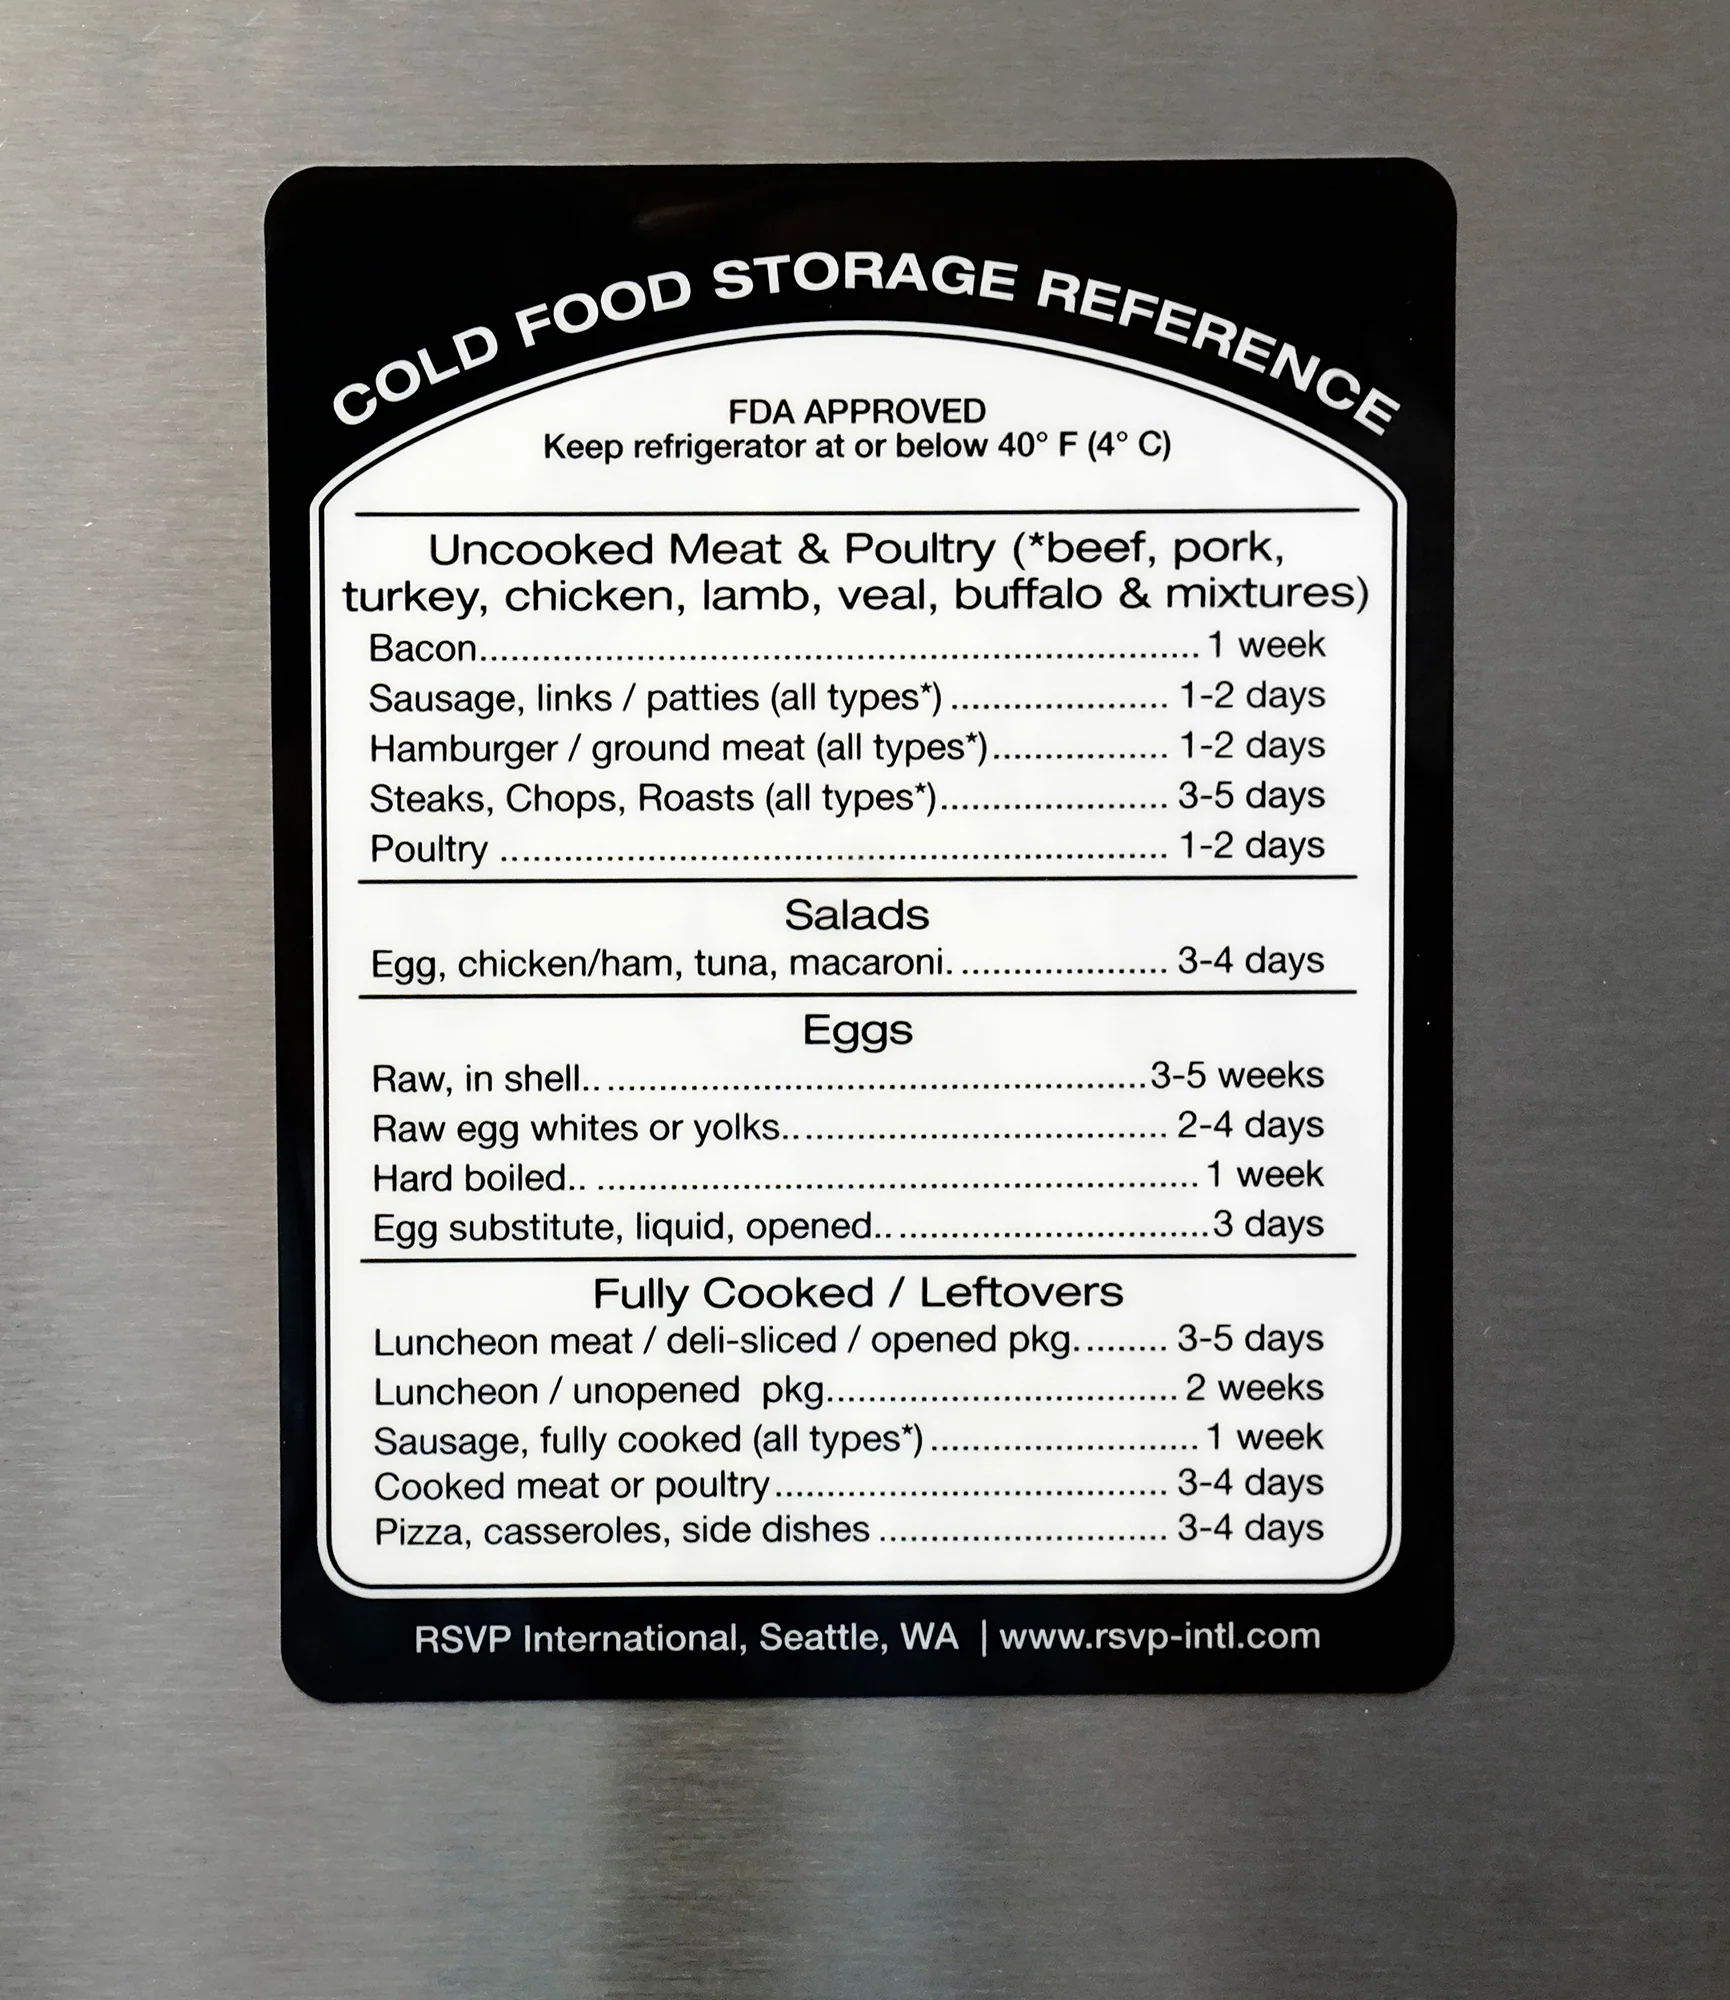 COLD FOOD STORAGE REFERENCE
FDA APPROVED
Keep refrigerator at or below 40° F (4° C)
Uncooked Meat & Poultry (*beef, pork,
turkey, chicken, lamb, veal, buffalo & mixtures)
Bacon........................................................................ 1 week
Sausage, links / patties (all types*) ..................... 1-2 days
Hamburger / ground meat (all types*)................. 1-2 days
Steaks, Chops, Roasts (all types*)...................... 3-5 days
Poultry ................................................................. 1-2 days
Salads
Egg, chicken/ham, tuna, macaroni. .................... 3-4 days
Eggs
Raw, in shell.. .....................................................3-5 weeks
Raw egg whites or yolks...................................... 2-4 days
Hard boiled.. ........................................................... 1 week
Egg substitute, liquid, opened.. ...............................3 days
Fully Cooked / Leftovers
Luncheon meat / deli-sliced / opened pkg......... 3-5 days
Luncheon / unopened pkg.................................. 2 weeks
Sausage, fully cooked (all types*) .......................... 1 week
Cooked meat or poultry...................................... 3-4 days
Pizza, casseroles, side dishes ............................ 3-4 days
RSVP International, Seattle, WA | www.rsvp-intl.com